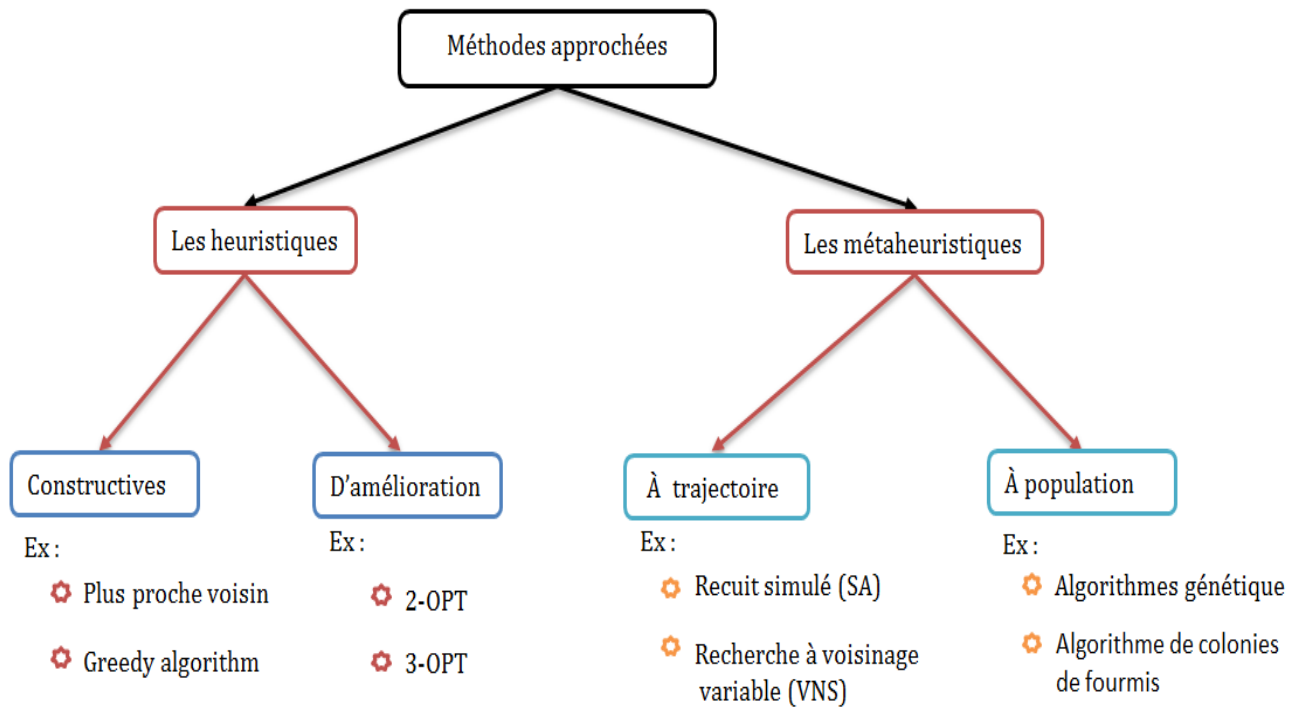 Méthodes approchées
Les heuristiques
Les métaheuristiques
Constructives
D'amélioration
À trajectoire
À population
Ex :
Plus proche voisin
Greedy algorithm
Ex :
2-OPT
3-OPT
Ex :
Recuit simulé (SA)
Recherche à voisinage
variable (VNS)
Ex :
Algorithmes génétique
Algorithme de colonies
de fourmis